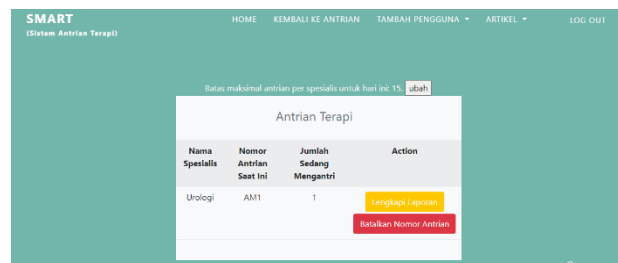 SMART
(Sistem Antrian Terapi)
HOME KEMBALI KE ANTRIAN TAMBAH PENGGUNA ARTIKEL LOG OUT
Batas maksimal antrian per spesialis untuk hari ini: 15. ubah
Antrian Terapi
Nama Spesialis Nomor Antrian Saat Ini Jumlah Sedang Mengantri Action
Urologi AM1 1 Lengkapi Laporan
Batalkan Nomor Antrian